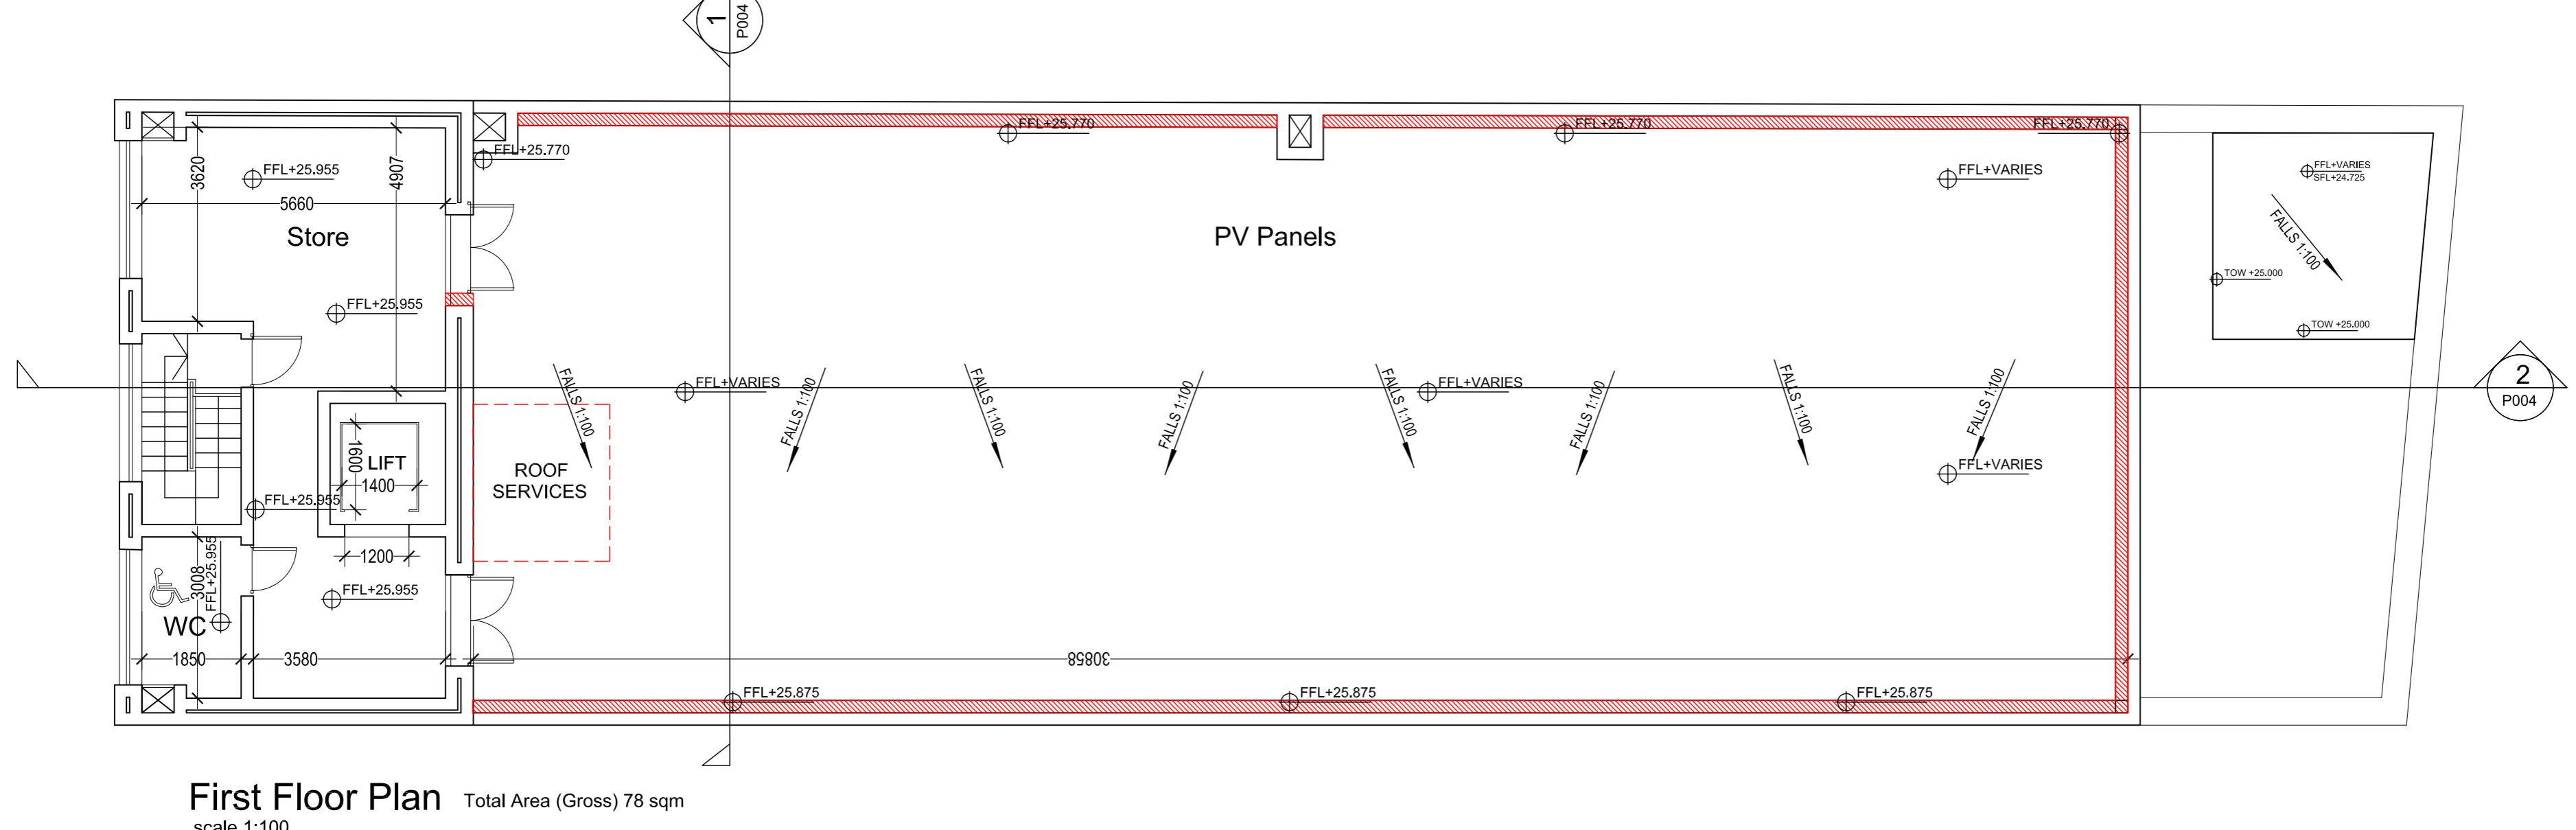 1
P004
FFL+25.770
FFL+25.770
FFL+25.770
FFL+25.770
3620
FFL+25.955
4907
FFL+VARIES
FFL+VARIES
SFL+24.725
5660
Store
PV Panels
FALLS 1:100
TOW +25.000
FFL+25.955
TOW +25.000
FALLS 1:100
FALLS 1:100
FALLS 1:100
FALLS 1:100
FALLS 1:100
FALLS 1:100
FALLS 1:100
FALLS 1:100
FFL+VARIES
FFL+VARIES
2
P004
1600
LIFT
1400
ROOF
SERVICES
FFL+VARIES
FFL+25.955
1200
3008
FFL+25.955
FFL+25.955
WC
1850
3580
30858
FFL+25.875
FFL+25.875
FFL+25.875
First Floor Plan
Total Area (Gross) 78 sqm
scale 1:100